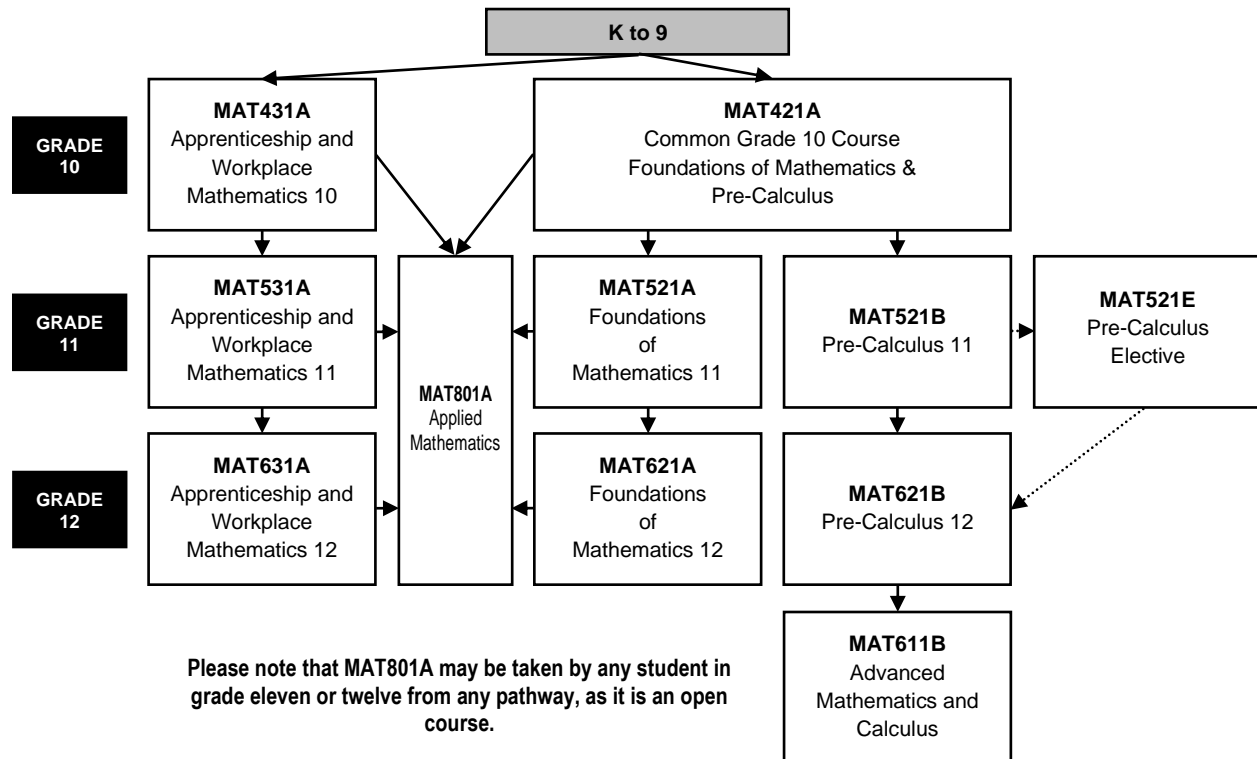 K to 9
GRADE
10
MAT431A
Apprenticeship and
Workplace
Mathematics 10
MAT421A
Common Grade 10 Course
Foundations of Mathematics &
Pre-Calculus
GRADE
11
MAT531A
Apprenticeship and
Workplace
Mathematics 11
MAT801A
Applied
Mathematics
MAT521A
Foundations
of
Mathematics 11
MAT521B
Pre-Calculus 11
MAT521E
Pre-Calculus
Elective
GRADE
12
MAT631A
Apprenticeship and
Workplace
Mathematics 12
MAT621A
Foundations
of
Mathematics 12
MAT621B
Pre-Calculus 12
MAT611B
Advanced
Mathematics and
Calculus
Please note that MAT801A may be taken by any student in
grade eleven or twelve from any pathway, as it is an open
course.